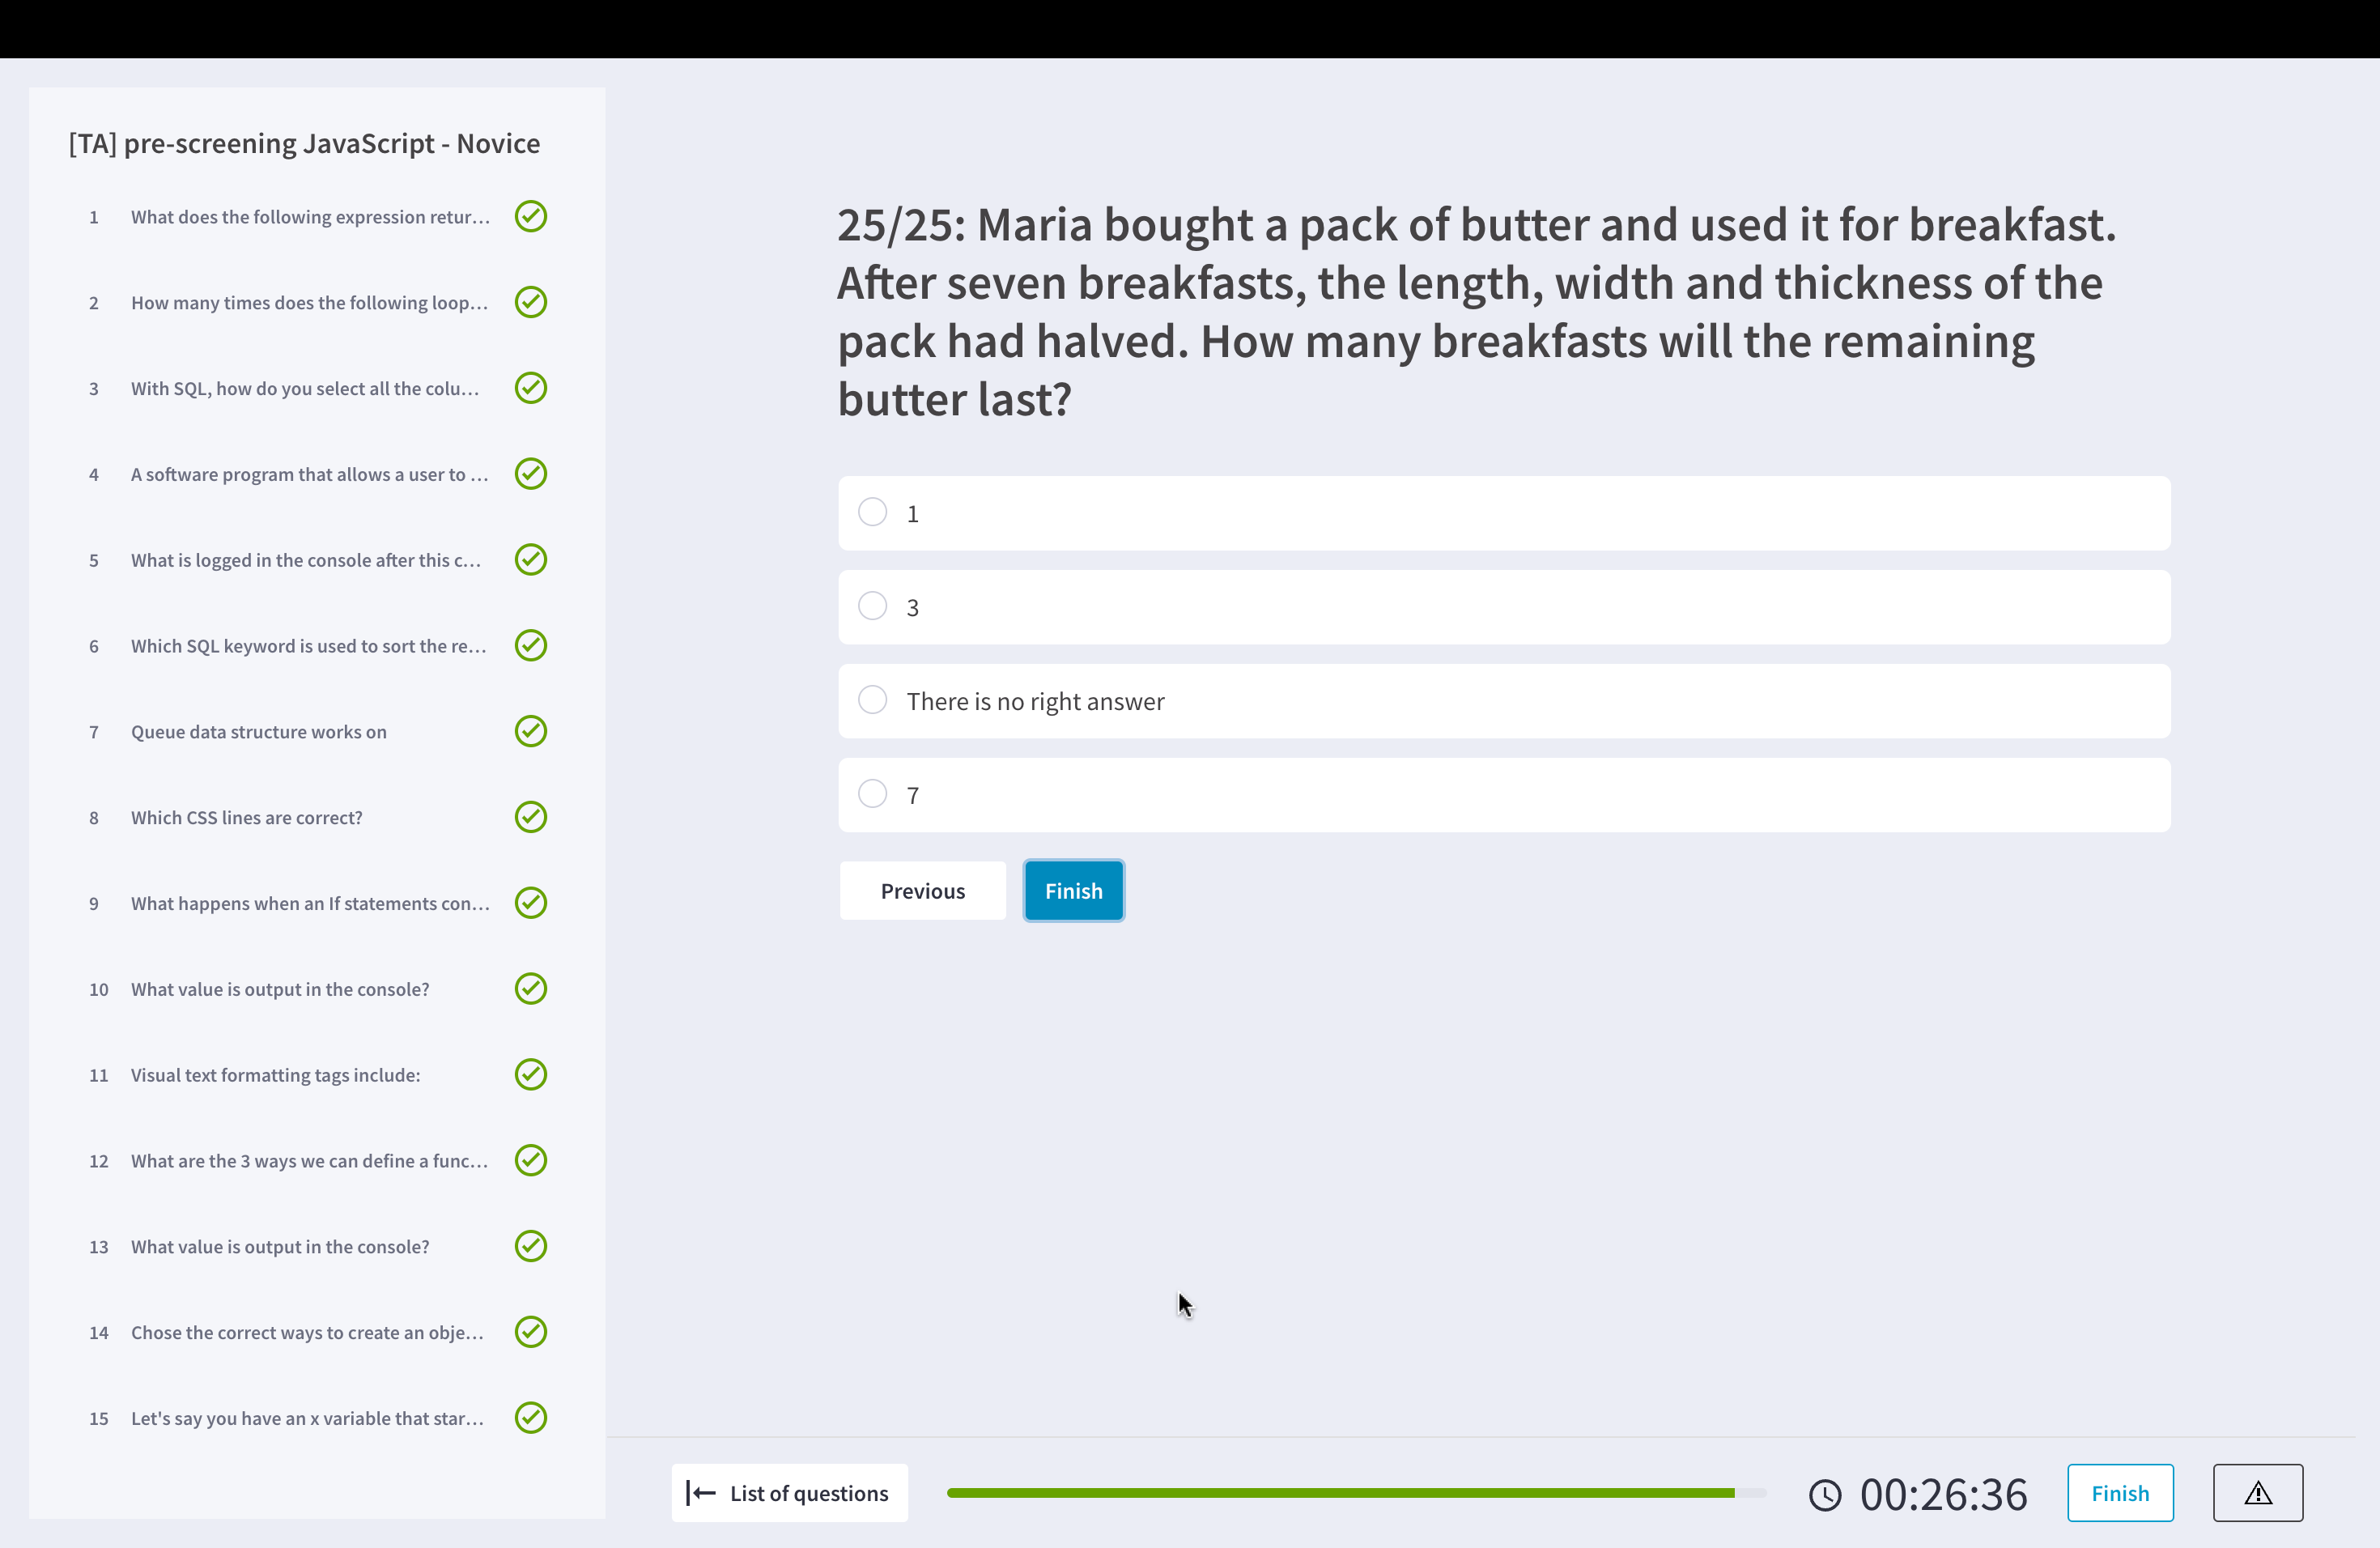 [TA] pre-screening JavaScript - Novice
1 What does the following expression retur...
2 How many times does the following loop...
3 With SQL, how do you select all the colu...
4 A software program that allows a user to ...
5 What is logged in the console after this c...
6 Which SQL keyword is used to sort the re...
7 Queue data structure works on
8 Which CSS lines are correct?
9 What happens when an If statements con...
10 What value is output in the console?
11 Visual text formatting tags include:
12 What are the 3 ways we can define a func...
13 What value is output in the console?
14 Chose the correct ways to create an obje...
15 Let's say you have an x variable that star...
25/25: Maria bought a pack of butter and used it for breakfast.
After seven breakfasts, the length, width and thickness of the
pack had halved. How many breakfasts will the remaining
butter last?
1
3
There is no right answer
7
Previous Finish
List of questions 00:26:36 Finish